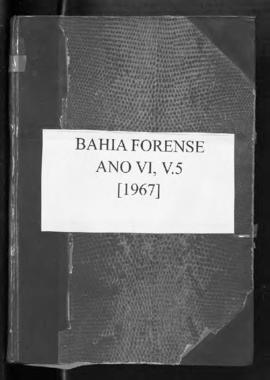 BAHIA FORENSE
ANO VI, V.5
[1967]